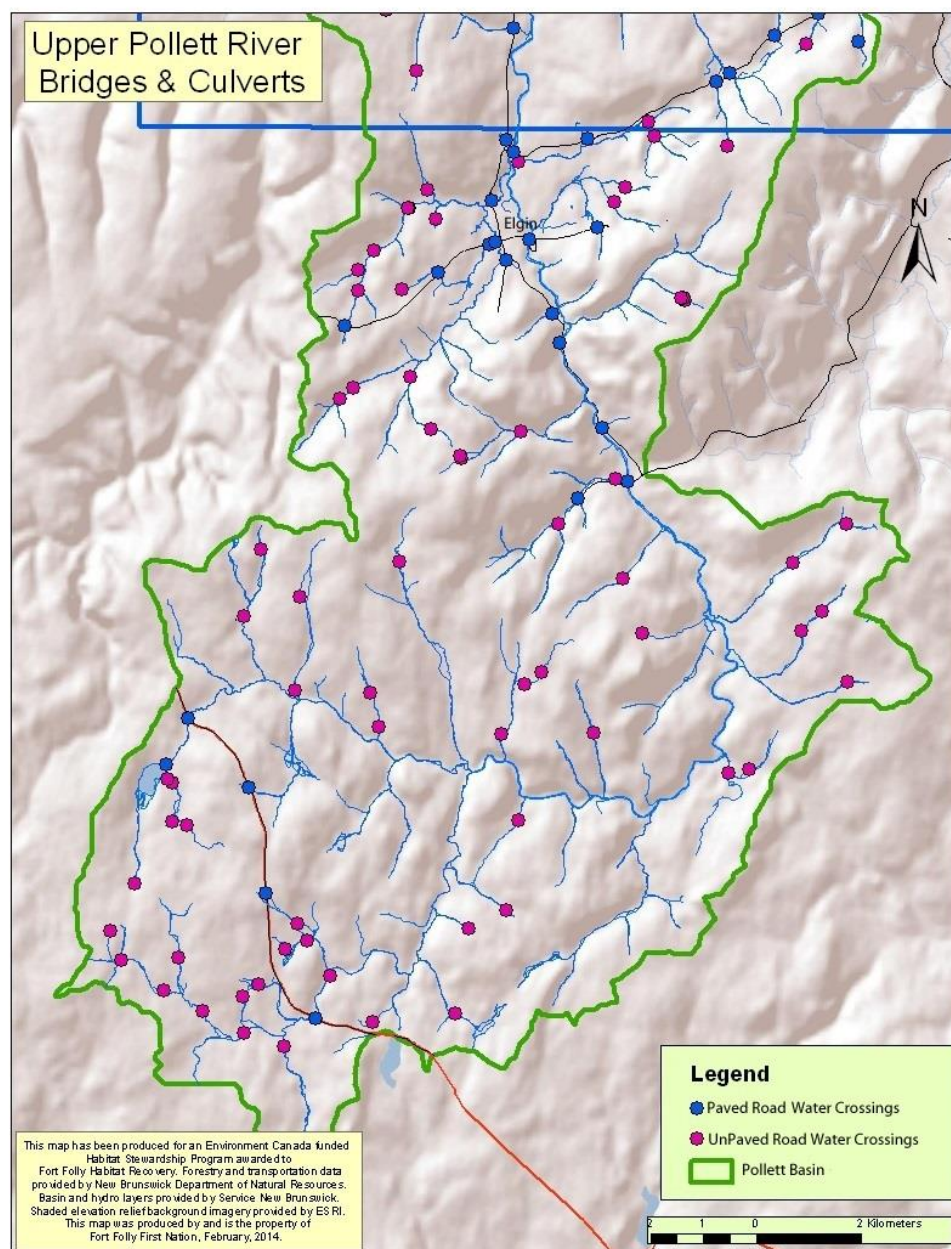 Upper Pollett River
Bridges & Culverts
N
Elgin
Legend
Paved Road Water Crossings
UnPaved Road Water Crossings
Pollett Basin
2 1 0 2 Kilometers
This map has been produced for an Environment Canada funded
Habitat Stewardship Program awarded to
Fort Folly Habitat Recovery. Forestry and transportation data
provided by New Brunswick Department of Natural Resources.
Basin and hydro layers provided by Service New Brunswick.
Shaded elevation relief background imagery provided by ESRI.
This map was produced by and is the property of
Fort Folly First Nation, February, 2014.